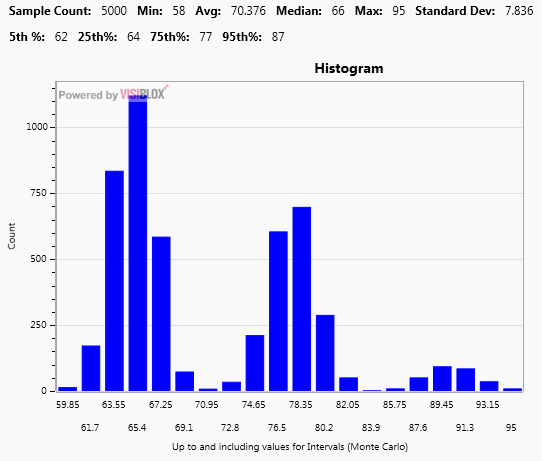 Sample Count: 5000 Min: 58 Avg: 70.376 Median: 66 Max: 95 Standard Dev: 7.836
5th %: 62 25th%: 64 75th%: 77 95th%: 87
Histogram
Powered by VISIBLOX
1000
750
500
250
0
Count
59.85 63.55 67.25 70.95 74.65 78.35 82.05 85.75 89.45 93.15
61.7 65.4 69.1 72.8 76.5 80.2 83.9 87.6 91.3 95
Up to and including values for Intervals (Monte Carlo)